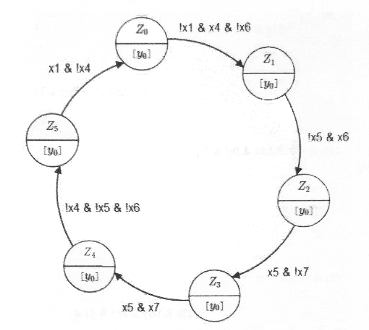 Z0
[y0]
!x1 & x4 & !x6
Z1
[y0]
!x5 & x6
Z2
[y0]
x5 & !x7
Z3
[y0]
x5 & x7
Z4
[y0]
!x4 & !x5 & !x6
Z5
[y0]
x1 & !x4